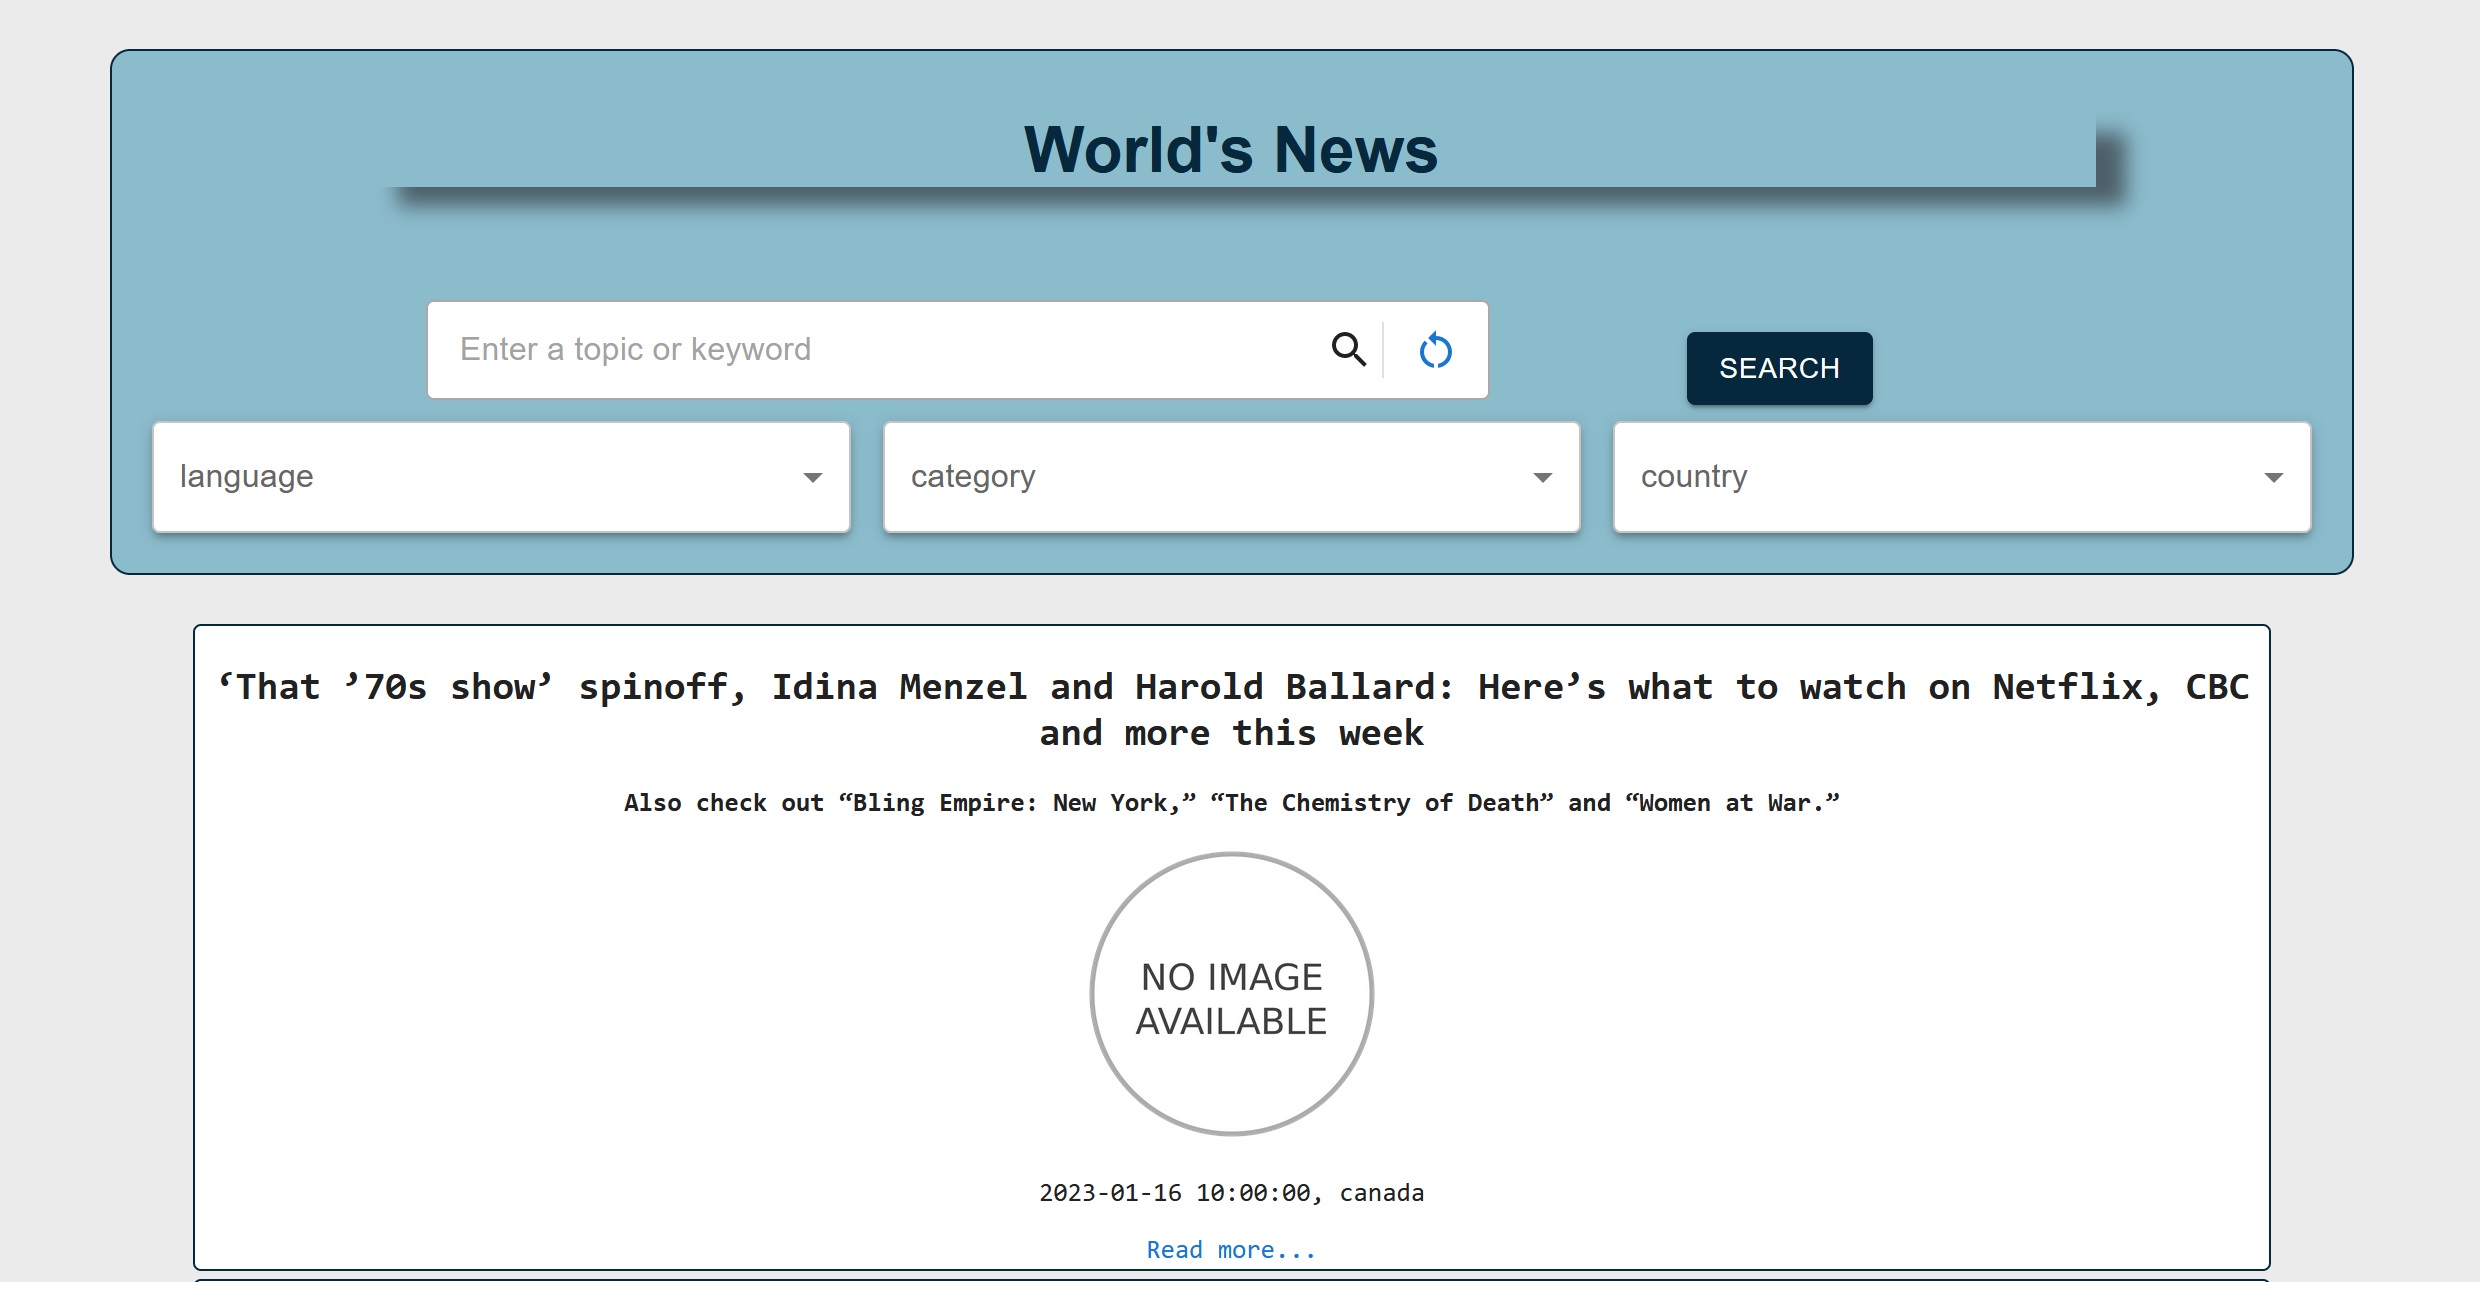 World's News
Enter a topic or keyword
SEARCH
language
category
country
‘That ’70s show’ spinoff, Idina Menzel and Harold Ballard: Here’s what to watch on Netflix, CBC
and more this week
Also check out “Bling Empire: New York,” “The Chemistry of Death” and “Women at War.”
NO IMAGE
AVAILABLE
2023-01-16 10:00:00, canada
Read more...